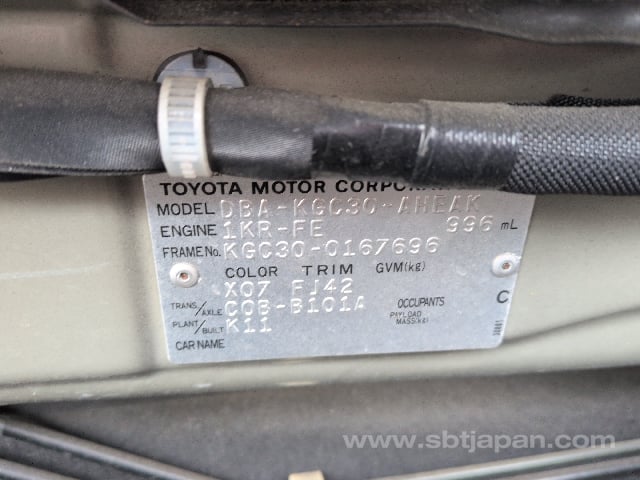 TOYOTA MOTOR CORPORA
MODEL DBA-KGC30-AHEAK
ENGINE 1KR-FE 996 mL
FRAME No. KGC30-0167696
COLOR TRIM GVM(kg)
X07 FJ42
TRANS/AXLE C0B-B101A OCCUPANTS C
PLANT/BUILT K11 PAYLOAD MASS(kg)
CAR NAME
www.sbtjapan.com